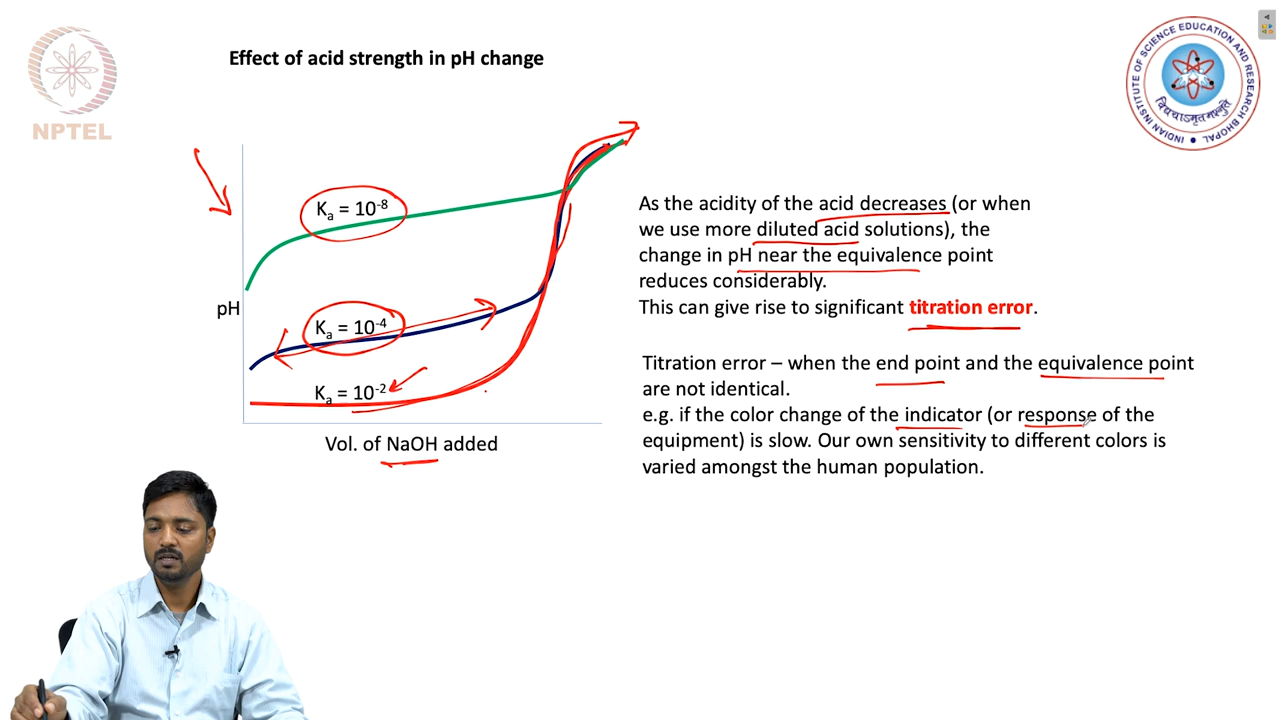 Effect of acid strength in pH change
NPTEL
INDIAN INSTITUTE OF SCIENCE EDUCATION AND RESEARCH BHOPAL
Ka = 10-8
Ka = 10-4
Ka = 10-2
pH
Vol. of NaOH added
As the acidity of the acid decreases (or when
we use more diluted acid solutions), the
change in pH near the equivalence point
reduces considerably.
This can give rise to significant titration error.
Titration error – when the end point and the equivalence point
are not identical.
e.g. if the color change of the indicator (or response of the
equipment) is slow. Our own sensitivity to different colors is
varied amongst the human population.